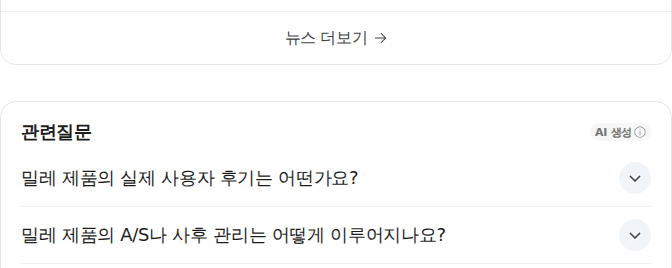 뉴스 더보기 →
관련질문
AI 생성 ⓘ
밀레 제품의 실제 사용자 후기는 어떤가요?
밀레 제품의 A/S나 사후 관리는 어떻게 이루어지나요?